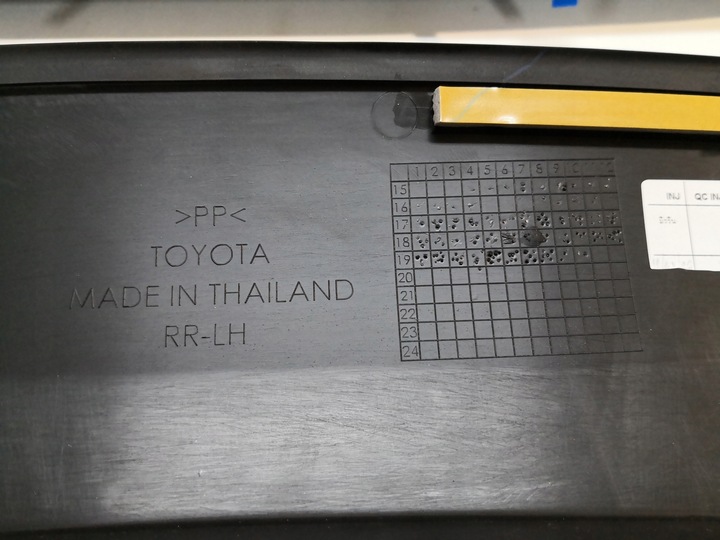 >PP<
TOYOTA
MADE IN THAILAND
RR-LH
1 2 3 4 5 6 7 8 9
15
16
17
18
19
20
21
22
23
24
INJ QC IN